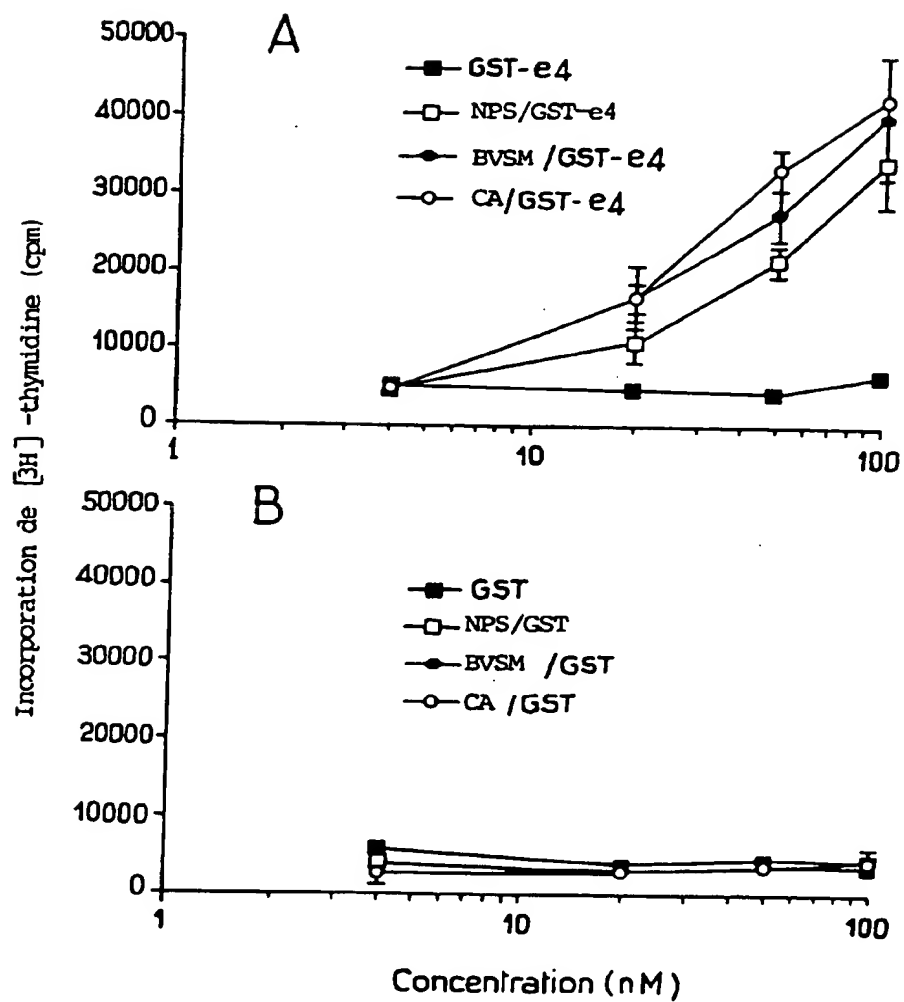 A
50000
40000
30000
20000
10000
0
1
10
100
GST-e4
NPS/GST-e4
BVSM/GST-e4
CA/GST-e4
Incorporation de [3H]-thymidine (cpm)
B
50000
40000
30000
20000
10000
0
1
10
100
GST
NPS/GST
BVSM /GST
CA /GST
Concentration (nM)